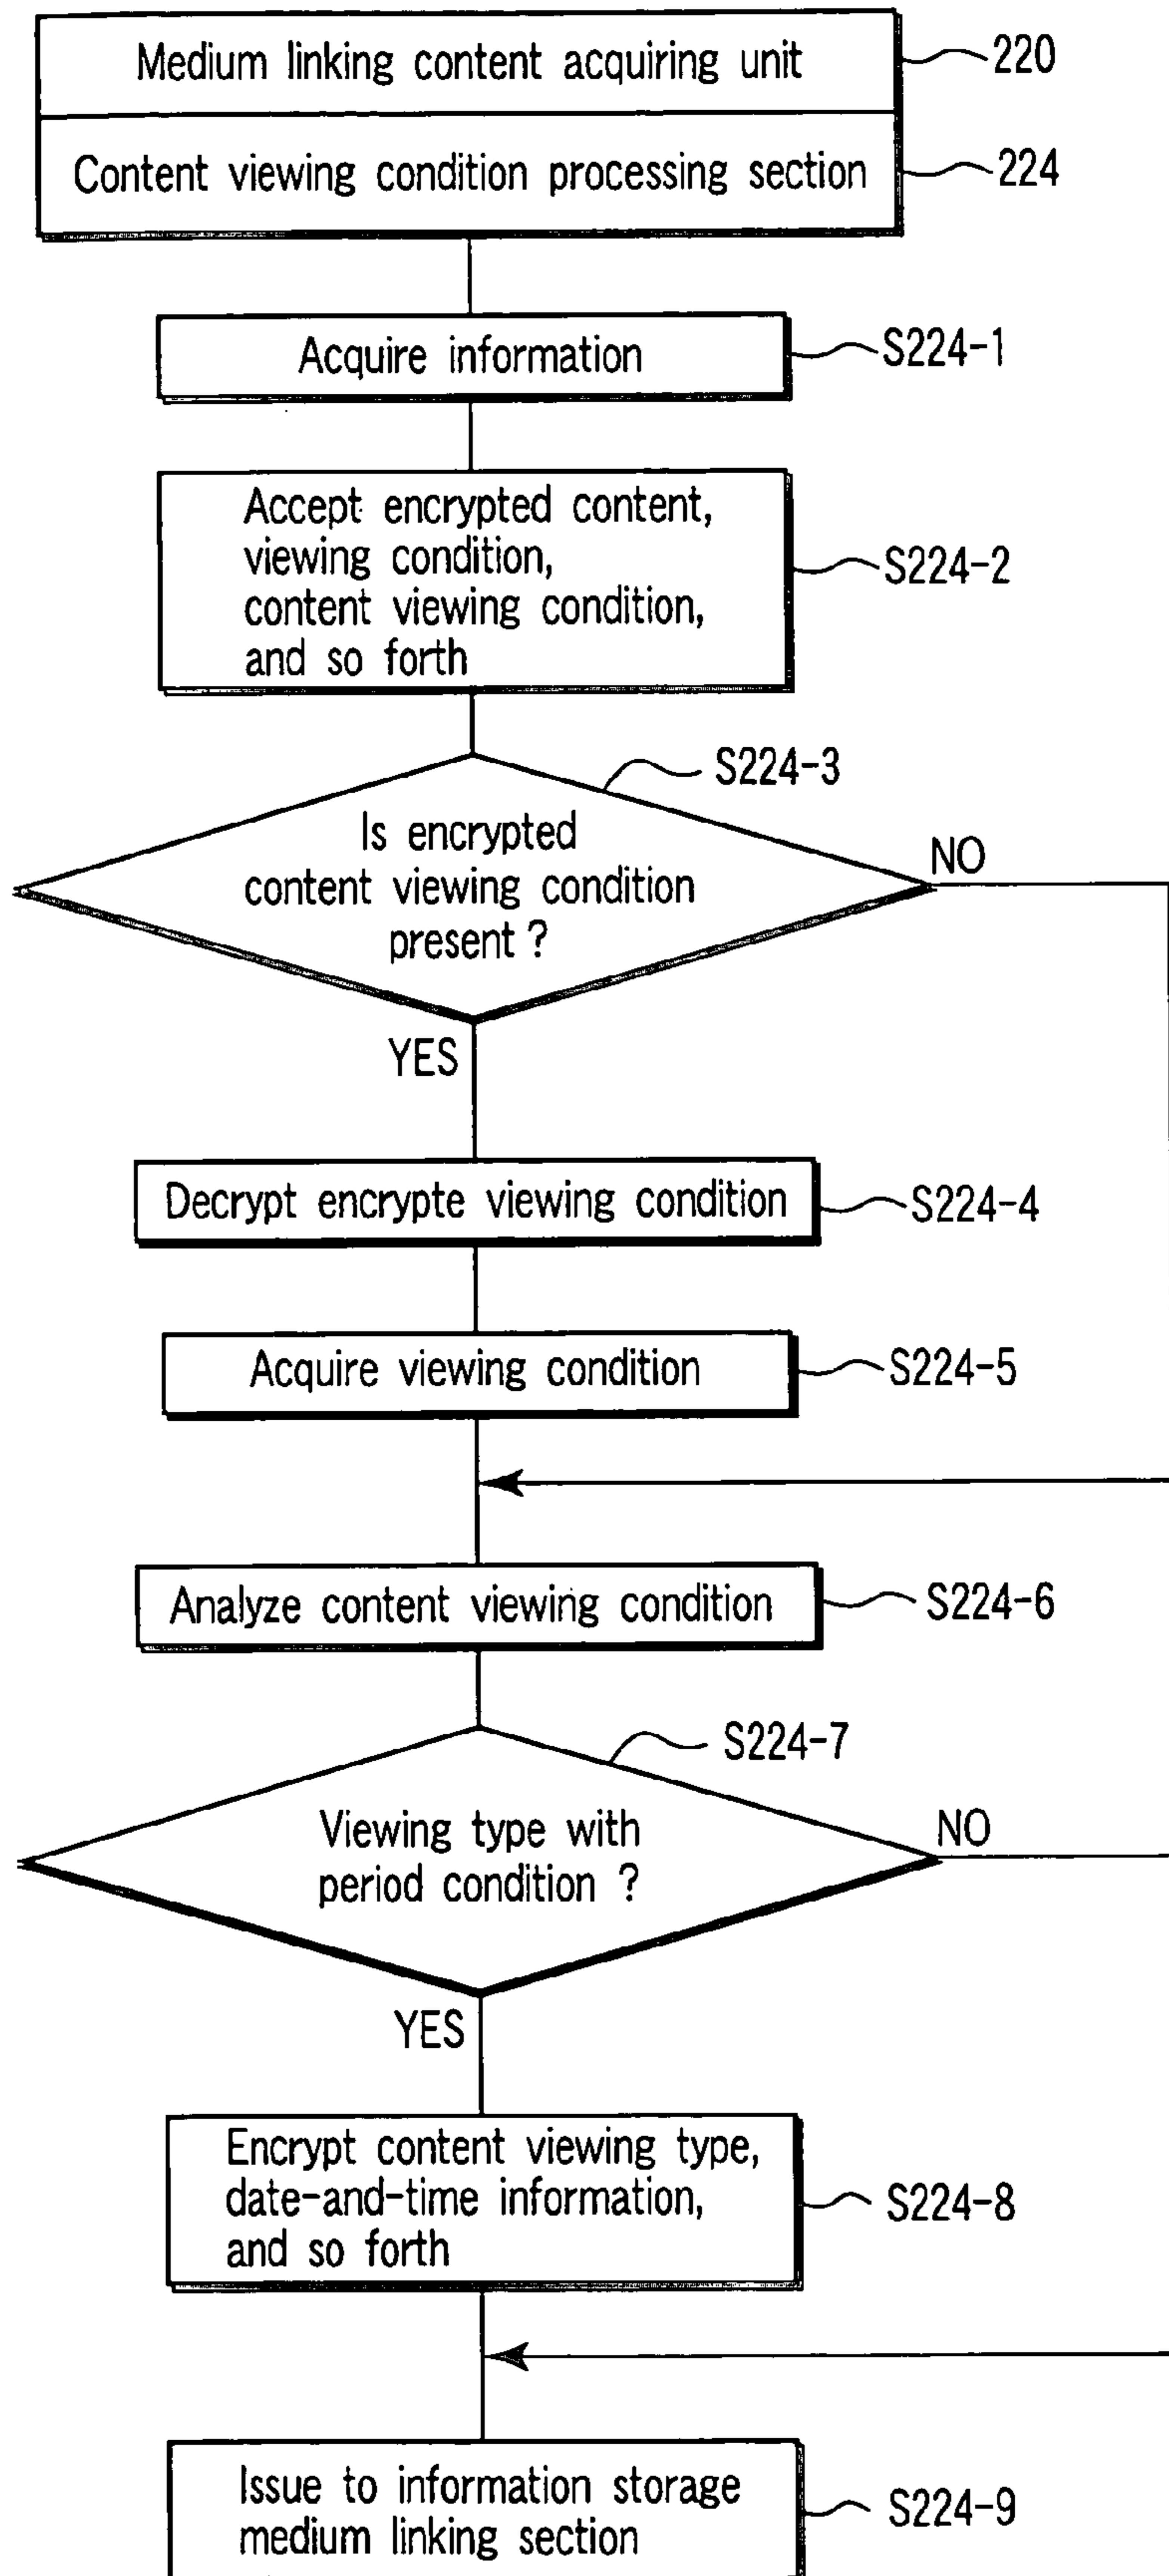 Medium linking content acquiring unit
220
Content viewing condition processing section
224
Acquire information
S224-1
Accept encrypted content,
viewing condition,
content viewing condition,
and so forth
S224-2
S224-3
Is encrypted
content viewing condition
present ?
NO
YES
Decrypt encrypte viewing condition
S224-4
Acquire viewing condition
S224-5
Analyze content viewing condition
S224-6
S224-7
Viewing type with
period condition ?
NO
YES
Encrypt content viewing type,
date-and-time information,
and so forth
S224-8
Issue to information storage
medium linking section
S224-9